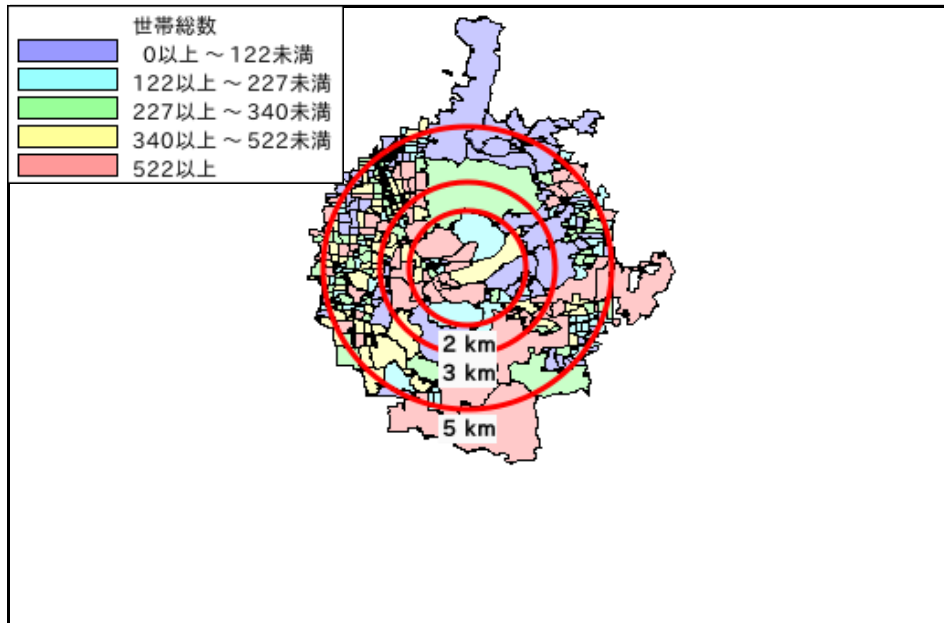 世帯総数
0以上 ～ 122未満
122以上 ～ 227未満
227以上 ～ 340未満
340以上 ～ 522未満
522以上
2 km
3 km
5 km